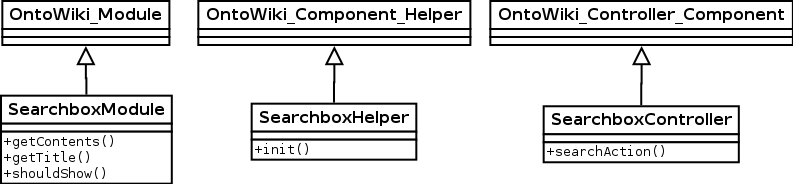 OntoWiki_Module
OntoWiki_Component_Helper
OntoWiki_Controller_Component
SearchboxModule
+getContents()
+getTitle()
+shouldShow()
SearchboxHelper
+init()
SearchboxController
+searchAction()